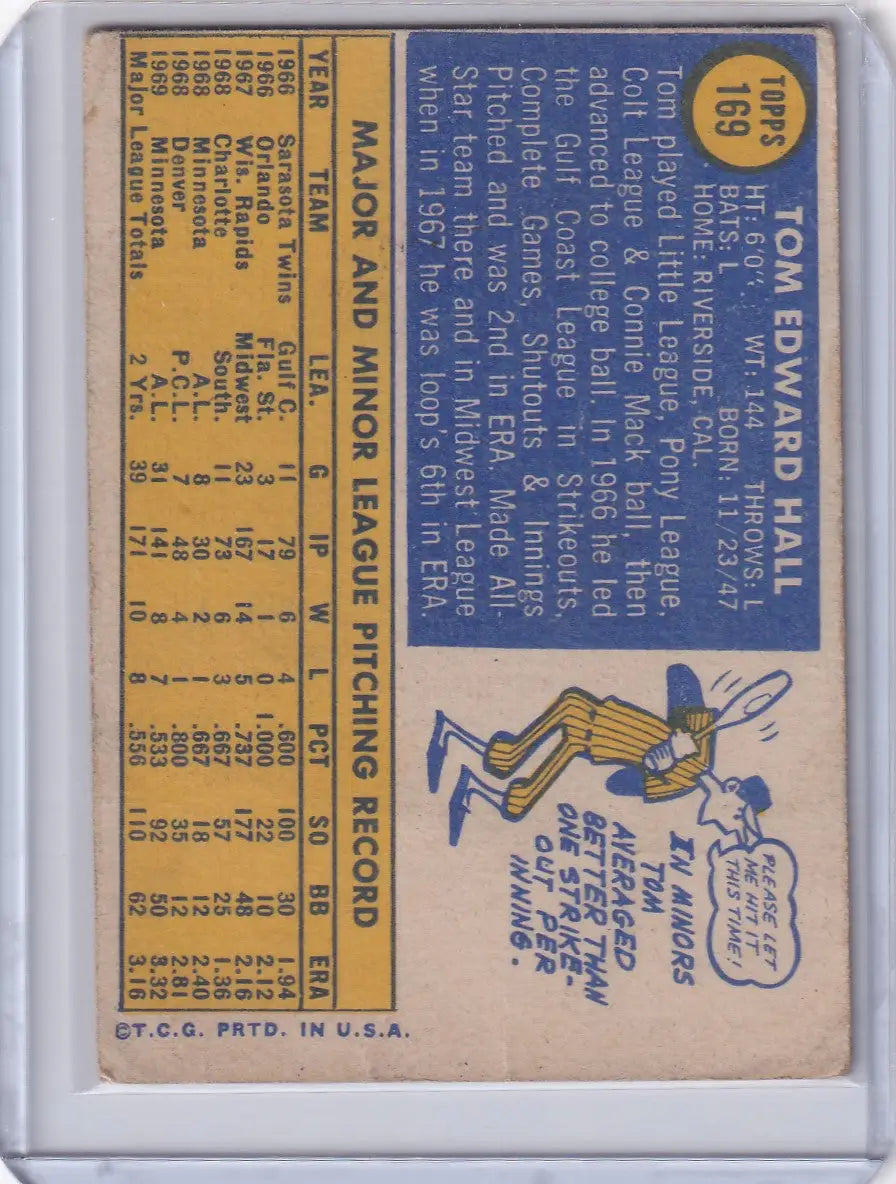 TOPPS
169
TOM EDWARD HALL
HT: 6'0". WT: 144 THROWS: L
BATS: L BORN: 11/23/47
HOME: RIVERSIDE, CAL.
Tom played Little League, Pony League,
Colt League & Connie Mack ball, then
advanced to college ball. In 1966 he led
the Gulf Coast League in Strikeouts,
Complete Games, Shutouts & Innings
Pitched and was 2nd in ERA. Made All-
Star team there and in Midwest League
when in 1967 he was loop's 6th in ERA.
PLEASE LET
ME HIT IT
THIS TIME!
IN MINORS
TOM
AVERAGED
BETTER THAN
ONE STRIKE-
OUT PER
INNING.
MAJOR AND MINOR LEAGUE PITCHING RECORD
YEAR TEAM LEA. G IP W L PCT SO BB ERA
1966 Sarasota Twins Gulf C. 11 79 6 4 .600 100 30 1.94
1966 Orlando Fla. St. 3 17 1 0 1.000 22 10 2.12
1967 Wis. Rapids Midwest 23 167 14 5 .737 177 48 2.16
1968 Charlotte South. 11 73 6 3 .667 57 25 1.36
1968 Minnesota A.L. 8 30 2 1 .667 18 12 2.40
1968 Denver P.C.L. 7 48 4 1 .800 35 12 2.81
1969 Minnesota A.L. 31 141 8 7 .533 92 50 3.32
Major League Totals 2 Yrs. 39 171 10 8 .556 110 62 3.16
©T.C.G. PRTD. IN U.S.A.